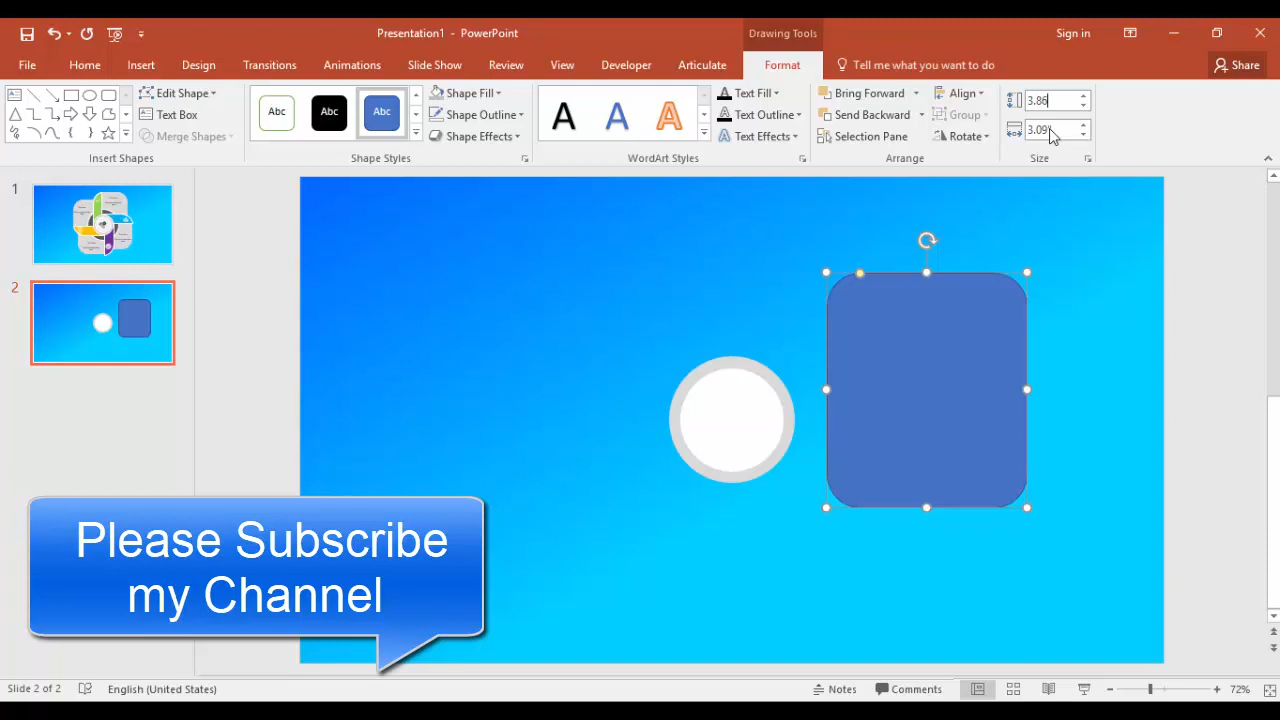 Presentation1 - PowerPoint
Drawing Tools
Sign in
File
Home
Insert
Design
Transitions
Animations
Slide Show
Review
View
Developer
Articulate
Format
Tell me what you want to do
Share
Edit Shape
Text Box
Merge Shapes
Insert Shapes
Abc
Abc
Abc
Shape Fill
Shape Outline
Shape Effects
Shape Styles
A
A
A
Text Fill
Text Outline
Text Effects
WordArt Styles
Bring Forward
Send Backward
Selection Pane
Align
Group
Rotate
Arrange
3.86
3.09"
Size
1
2
Please Subscribe
my Channel
Slide 2 of 2
English (United States)
Notes
Comments
72%